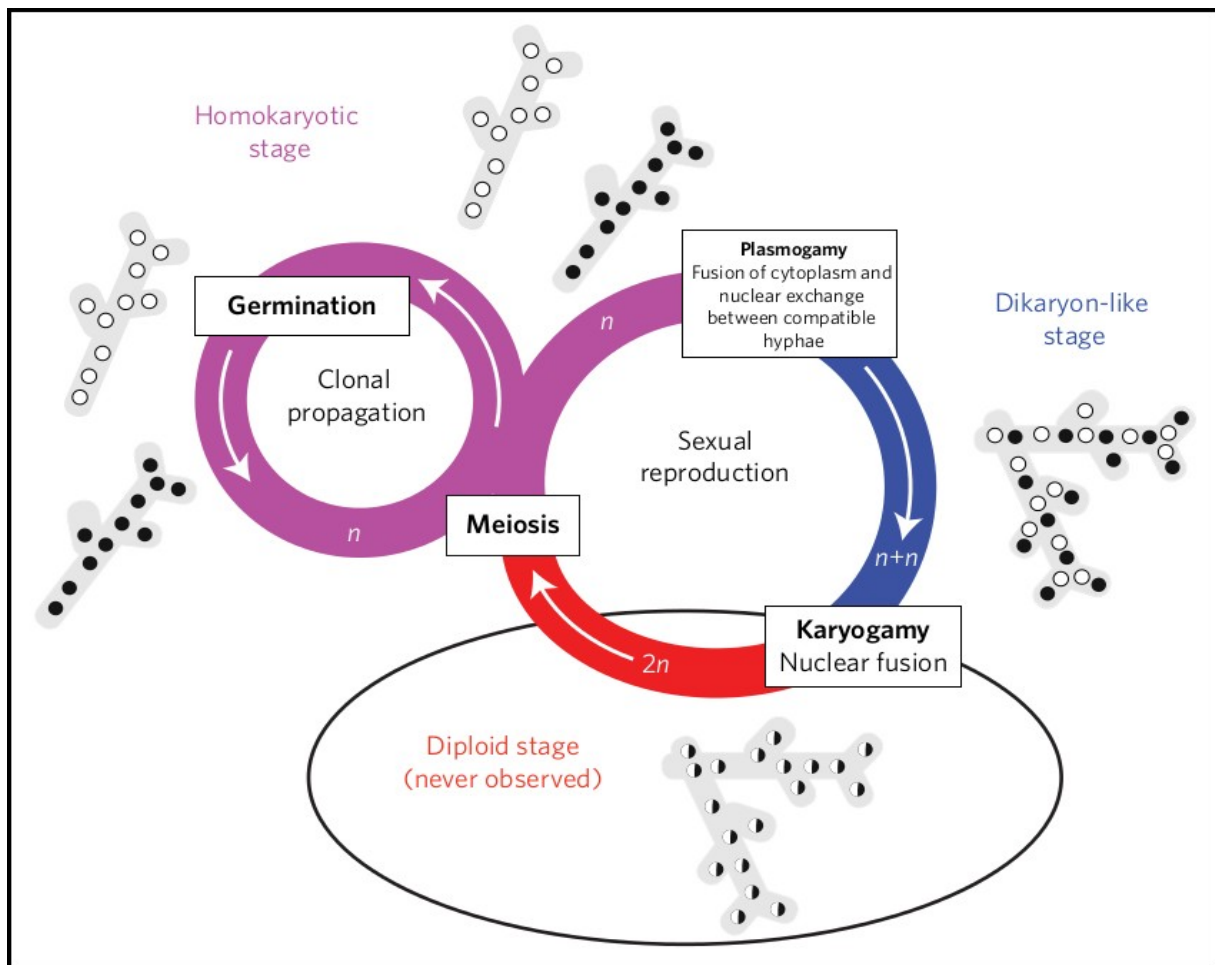 Homokaryotic
stage
Plasmogamy
Fusion of cytoplasm and
nuclear exchange
between compatible
hyphae
n
Germination
Dikaryon-like
stage
Clonal
propagation
Sexual
reproduction
Meiosis
n
n+n
Karyogamy
Nuclear fusion
2n
Diploid stage
(never observed)